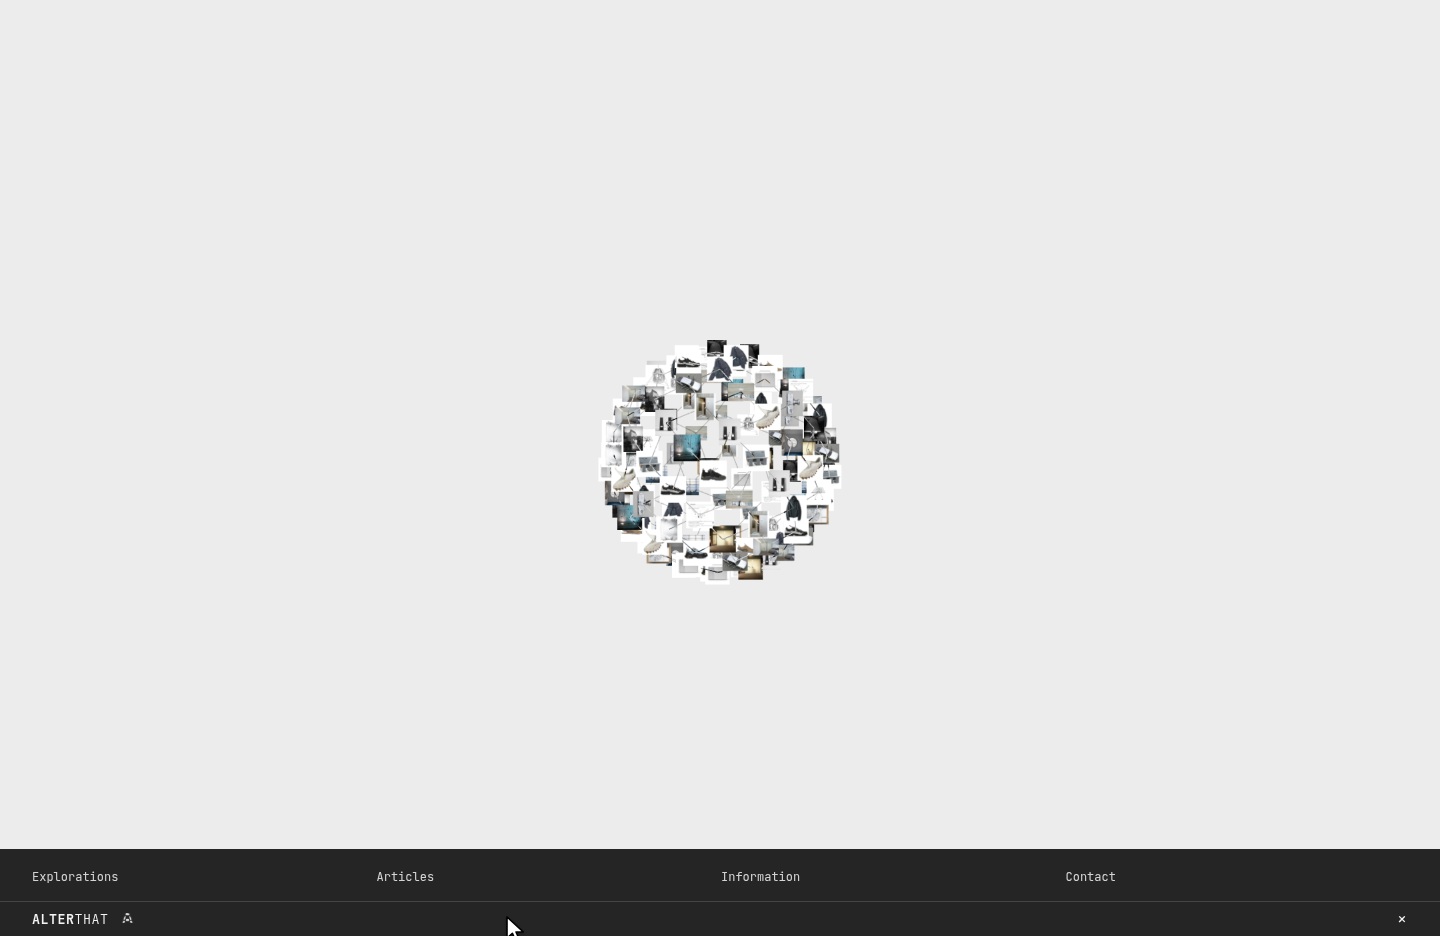 Explorations
Articles
Information
Contact
ALTERTHAT
×